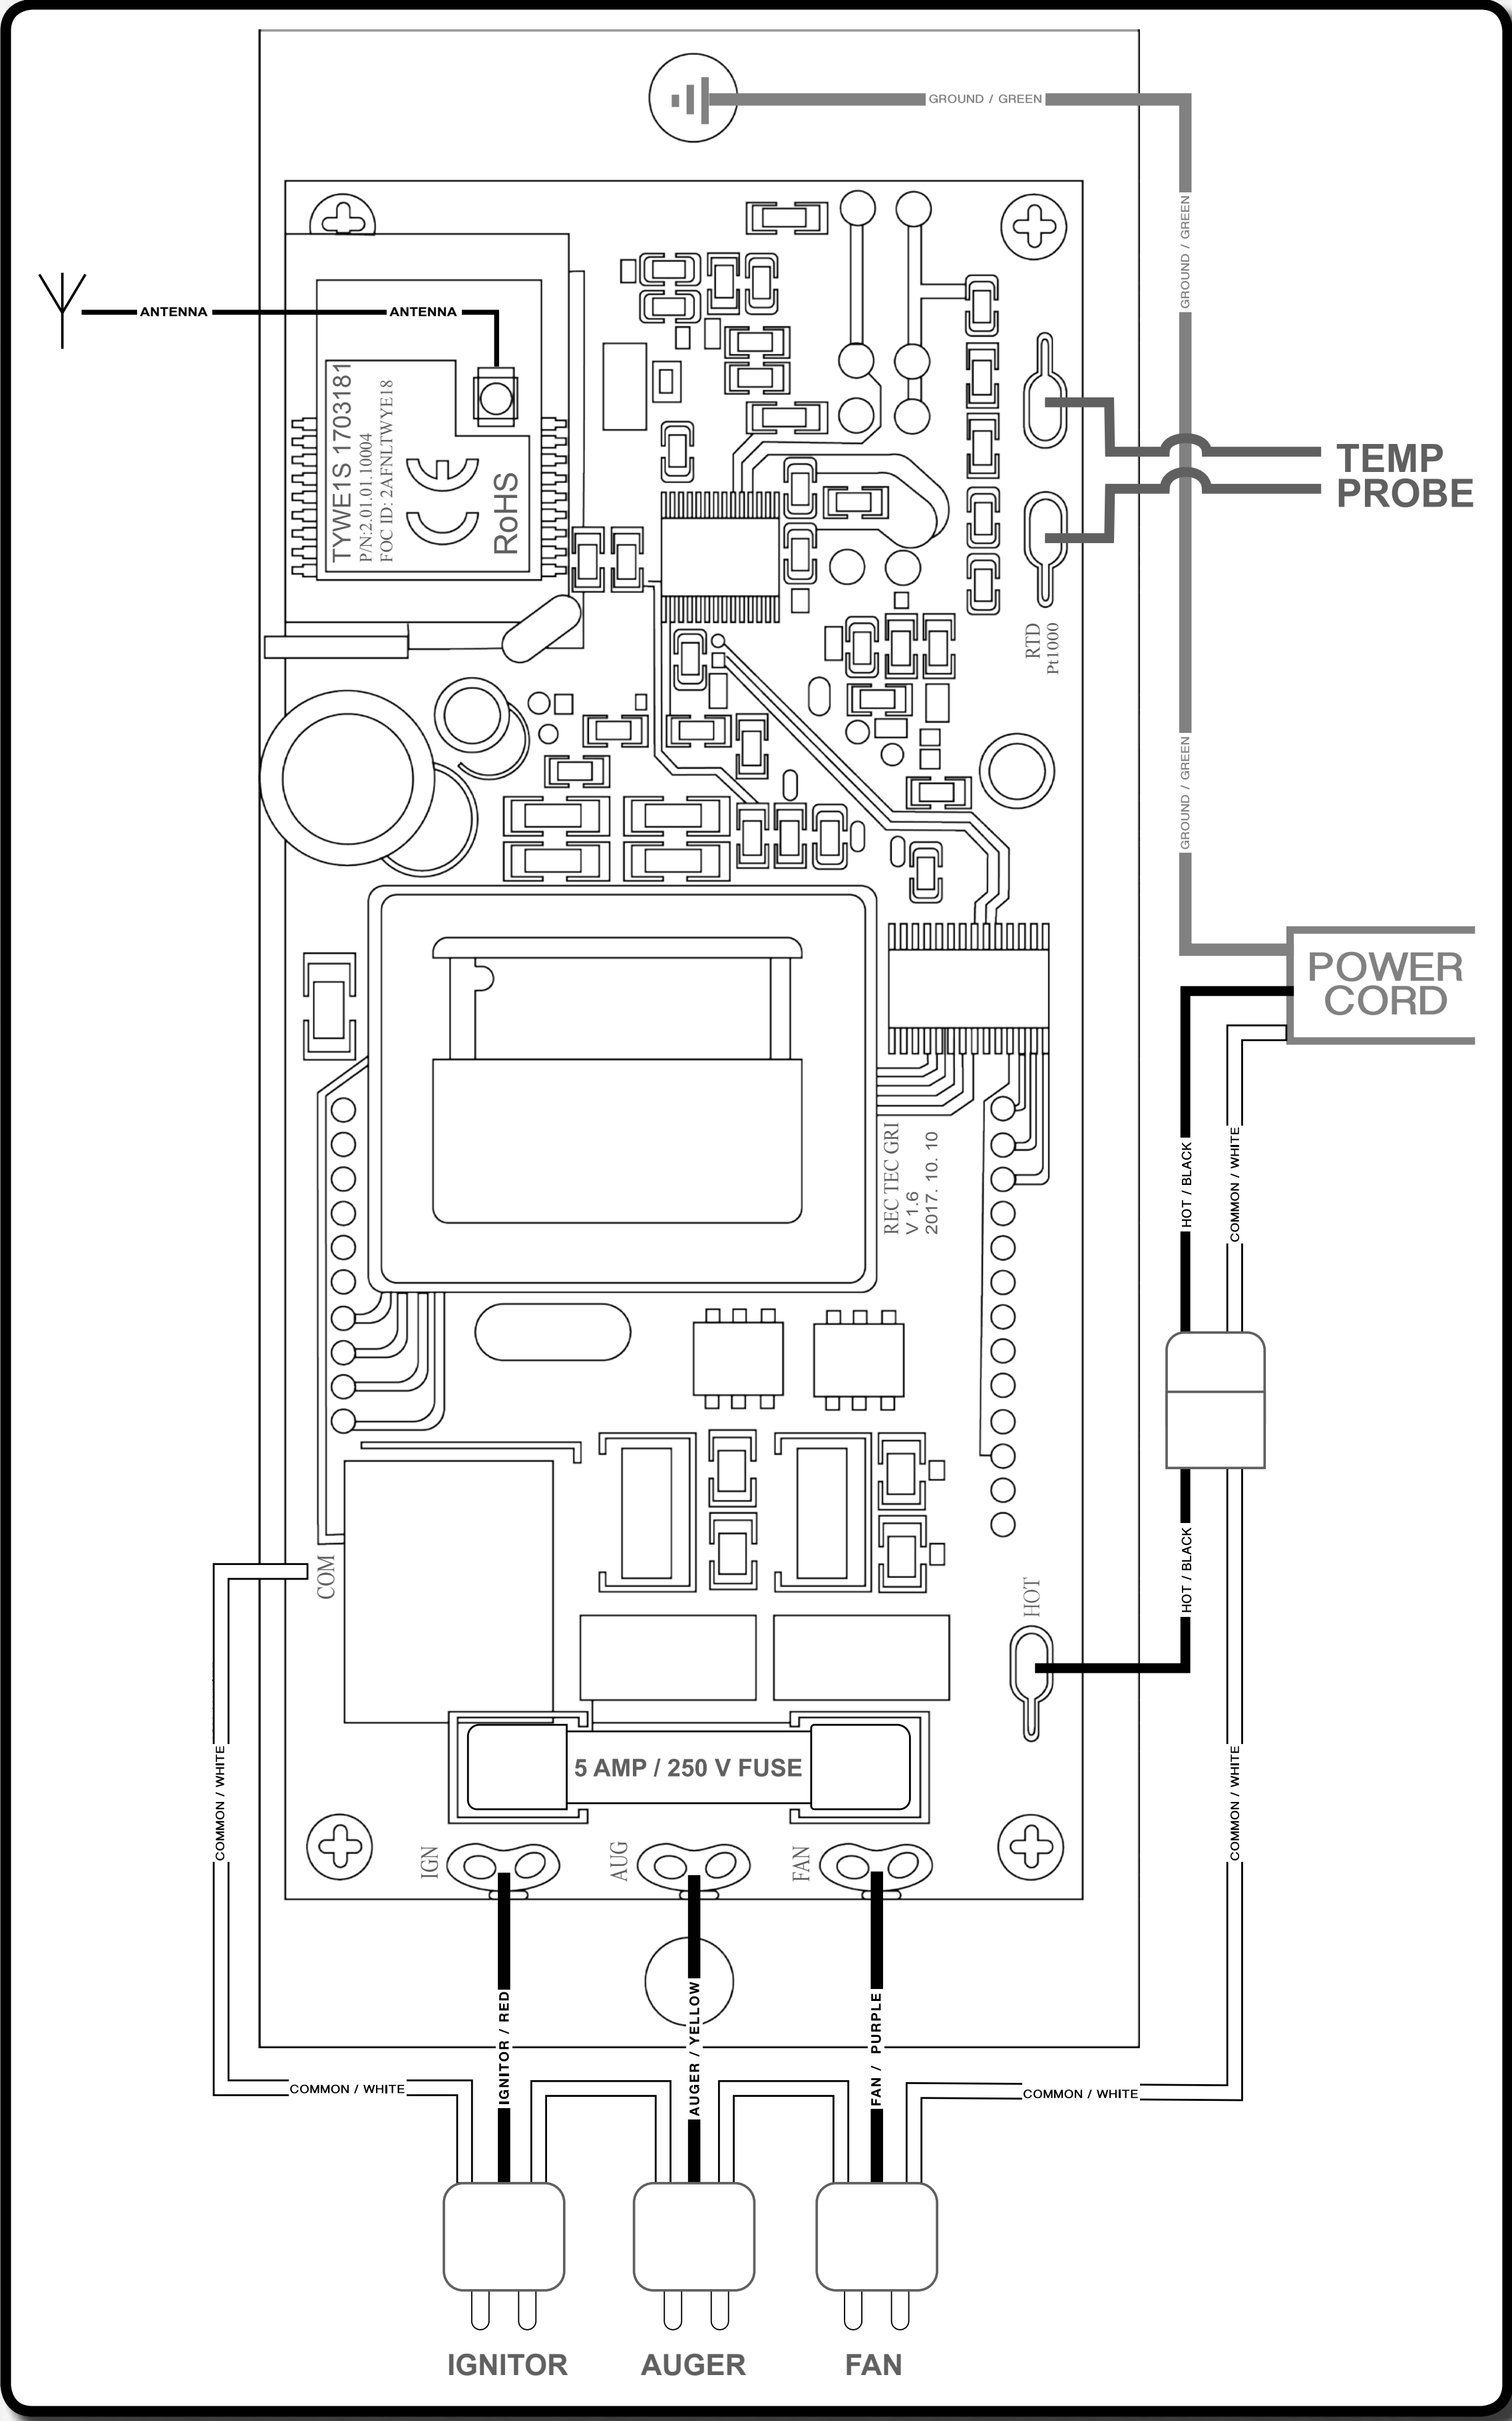 GROUND / GREEN
GROUND / GREEN
ANTENNA
ANTENNA
TYWE1S 1703181
P/N:2.01.01.10004
FOC ID: 2AFNLTWYE18
CE
RoHS
TEMP
PROBE
RTD
Pt1000
GROUND / GREEN
POWER
CORD
REC TEC GRI
V 1.6
2017. 10. 10
HOT / BLACK
COMMON / WHITE
COM
HOT
HOT / BLACK
5 AMP / 250 V FUSE
COMMON / WHITE
COMMON / WHITE
IGN
AUG
FAN
IGNITOR / RED
AUGER / YELLOW
FAN / PURPLE
COMMON / WHITE
COMMON / WHITE
IGNITOR
AUGER
FAN